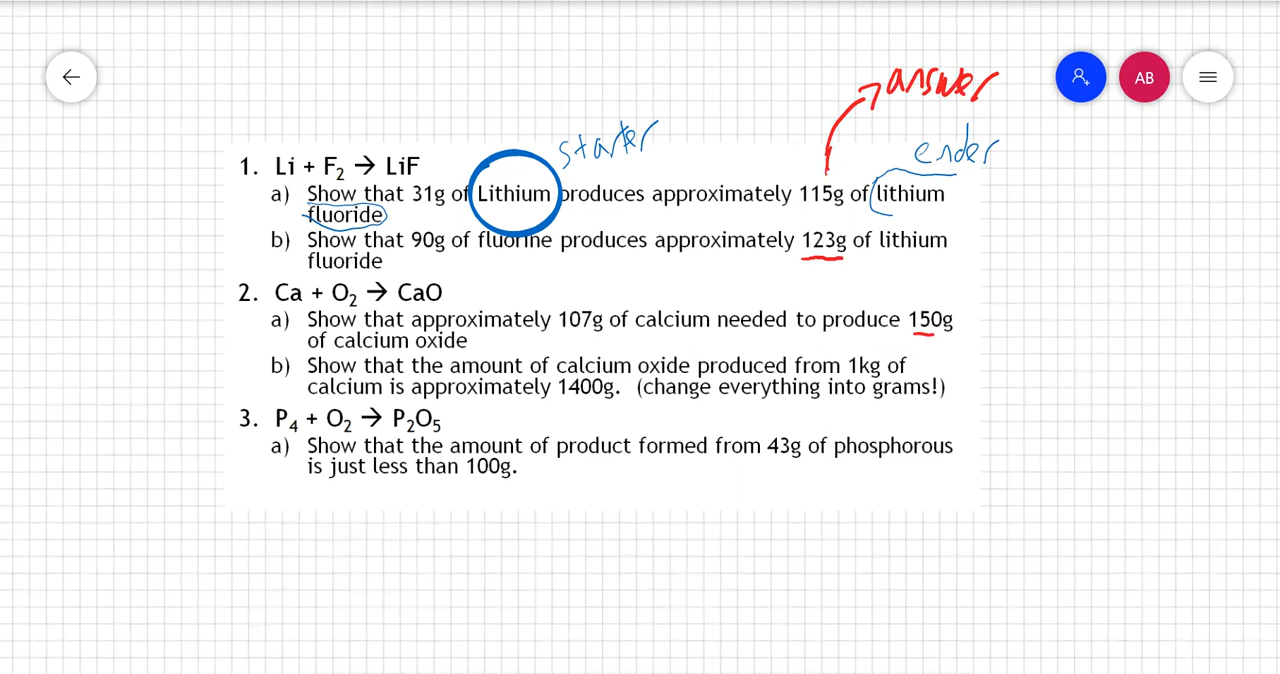 answer
AB
starter
ender
1. Li + F₂ → LiF
a) Show that 31g of Lithium produces approximately 115g of lithium
fluoride
b) Show that 90g of fluorine produces approximately 123g of lithium
fluoride
2. Ca + O₂ → CaO
a) Show that approximately 107g of calcium needed to produce 150g
of calcium oxide
b) Show that the amount of calcium oxide produced from 1kg of
calcium is approximately 1400g. (change everything into grams!)
3. P₄ + O₂ → P₂O₅
a) Show that the amount of product formed from 43g of phosphorous
is just less than 100g.